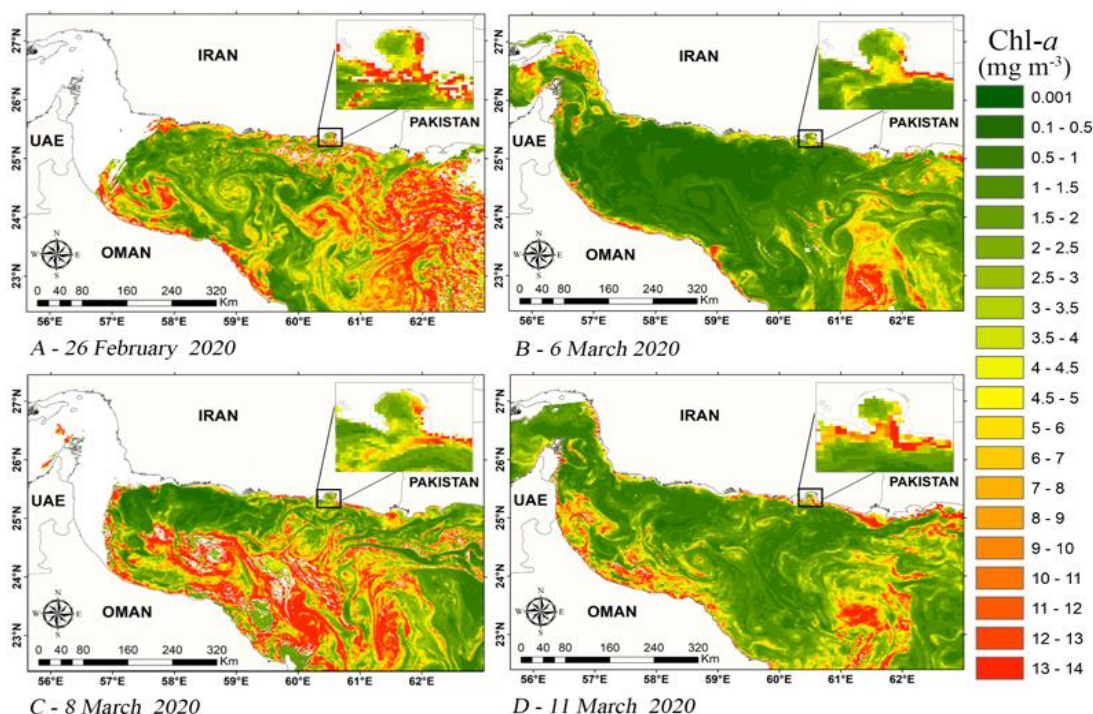 27°N
26°N
25°N
24°N
23°N
IRAN
PAKISTAN
UAE
OMAN
N
W E
S
0 40 80 160 240 320
Km
56°E 57°E 58°E 59°E 60°E 61°E 62°E
A - 26 February 2020
27°N
26°N
25°N
24°N
23°N
IRAN
PAKISTAN
UAE
OMAN
N
W E
S
0 40 80 160 240 320
Km
56°E 57°E 58°E 59°E 60°E 61°E 62°E
B - 6 March 2020
27°N
26°N
25°N
24°N
23°N
IRAN
PAKISTAN
UAE
OMAN
N
W E
S
0 40 80 160 240 320
Km
56°E 57°E 58°E 59°E 60°E 61°E 62°E
C - 8 March 2020
27°N
26°N
25°N
24°N
23°N
IRAN
PAKISTAN
UAE
OMAN
N
W E
S
0 40 80 160 240 320
Km
56°E 57°E 58°E 59°E 60°E 61°E 62°E
D - 11 March 2020
Chl-a
(mg m⁻³)
0.001
0.1 - 0.5
0.5 - 1
1 - 1.5
1.5 - 2
2 - 2.5
2.5 - 3
3 - 3.5
3.5 - 4
4 - 4.5
4.5 - 5
5 - 6
6 - 7
7 - 8
8 - 9
9 - 10
10 - 11
11 - 12
12 - 13
13 - 14